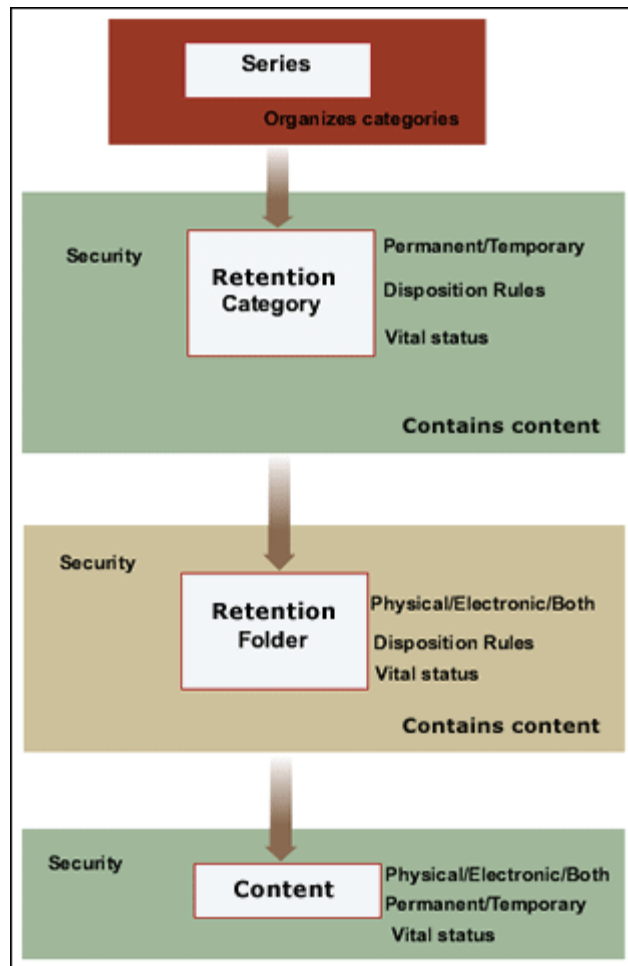 Series
Organizes categories
Security
Permanent/Temporary
Retention
Category
Disposition Rules
Vital status
Contains content
Security
Retention
Folder
Physical/Electronic/Both
Disposition Rules
Vital status
Contains content
Security
Content
Physical/Electronic/Both
Permanent/Temporary
Vital status